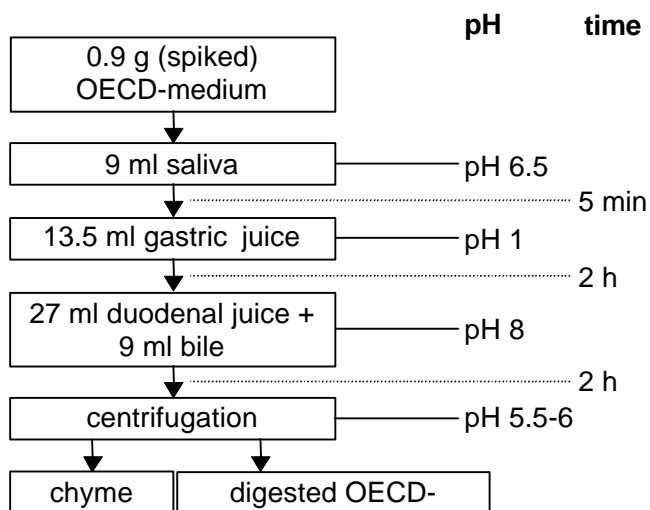 pH time
0.9 g (spiked)
OECD-medium
9 ml saliva pH 6.5
5 min
13.5 ml gastric juice pH 1
2 h
27 ml duodenal juice +
9 ml bile
pH 8
2 h
centrifugation pH 5.5-6
chyme digested OECD-